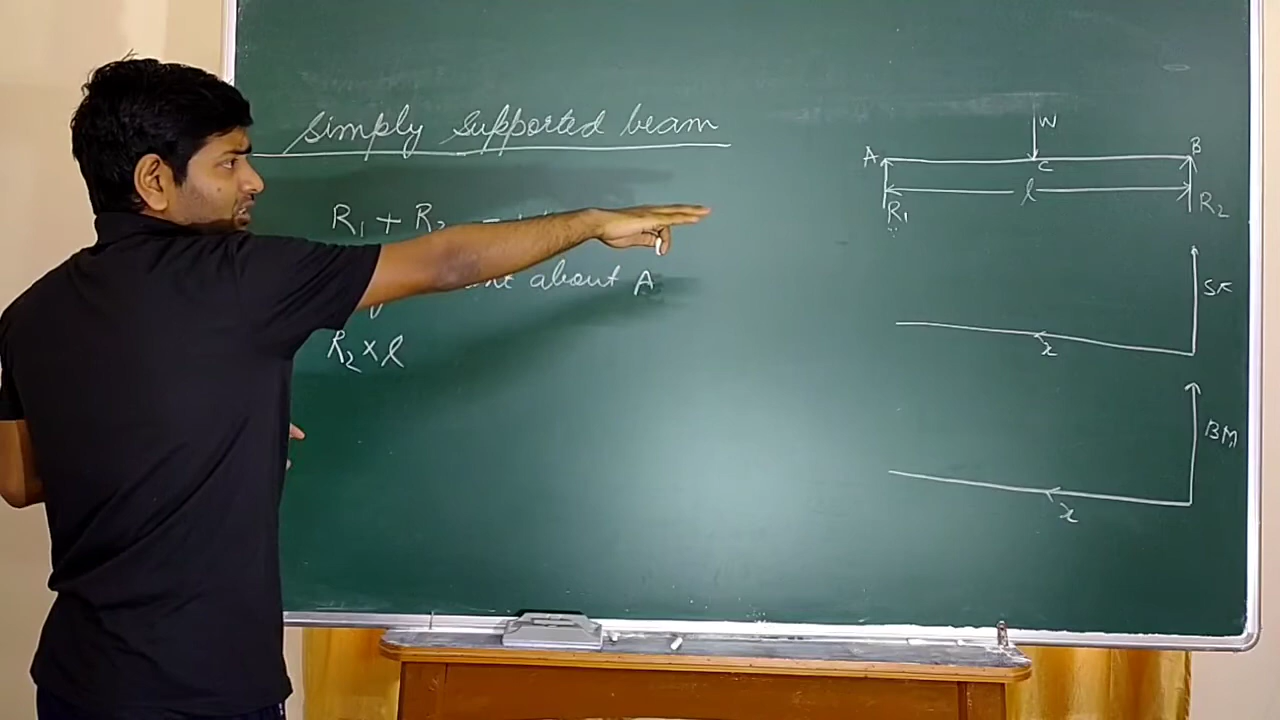 simply supported beam
R₁ + R₂ =
about A
R₂ × l
W
A
C
B
l
R₁
R₂
SF
x
BM
x